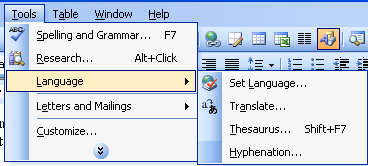 Tools Table Window Help
Spelling and Grammar... F7
Research... Alt+Click
Language
Letters and Mailings
Customize...
Set Language...
Translate...
Thesaurus... Shift+F7
Hyphenation...